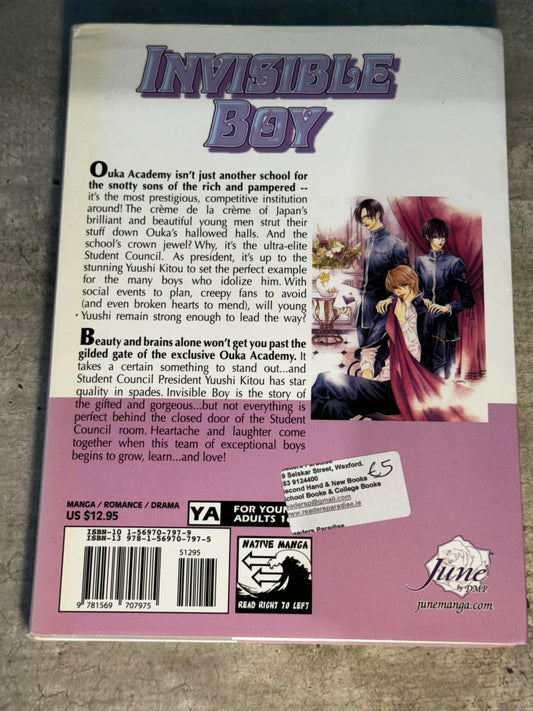 INVISIBLE
BOY
Ouka Academy isn't just another school for
the snotty sons of the rich and pampered --
it's the most prestigious, competitive institution
around! The crème de la crème of Japan's
brilliant and beautiful young men strut their
stuff down Ouka's hallowed halls. And the
school's crown jewel? Why, it's the ultra-elite
Student Council. As president, it's up to the
stunning Yuushi Kitou to set the perfect example
for the many boys who idolize him. With
social events to plan, creepy fans to avoid
(and even broken hearts to mend), will young
Yuushi remain strong enough to lead the way?
Beauty and brains alone won't get you past the
gilded gate of the exclusive Ouka Academy. It
takes a certain something to stand out...and
Student Council President Yuushi Kitou has star
quality in spades. Invisible Boy is the story of
the gifted and gorgeous...but not everything is
perfect behind the closed door of the Student
Council room. Heartache and laughter come
together when this team of exceptional boys
begins to grow, learn...and love!
Selskar Street, Wexford.
53 9124400
Second Hand & New Books
School Books & College Books
readersp@gmail.com
www.readersparadise.ie
Readers Paradise
€5
MANGA / ROMANCE / DRAMA
US $12.95
YA
FOR YOUNG
ADULTS
ISBN-10 1-56970-797-9
ISBN-13 978-1-56970-797-5
51295
9 781569 707975
NATIVE MANGA
READ RIGHT TO LEFT
June
by DMP
junemanga.com